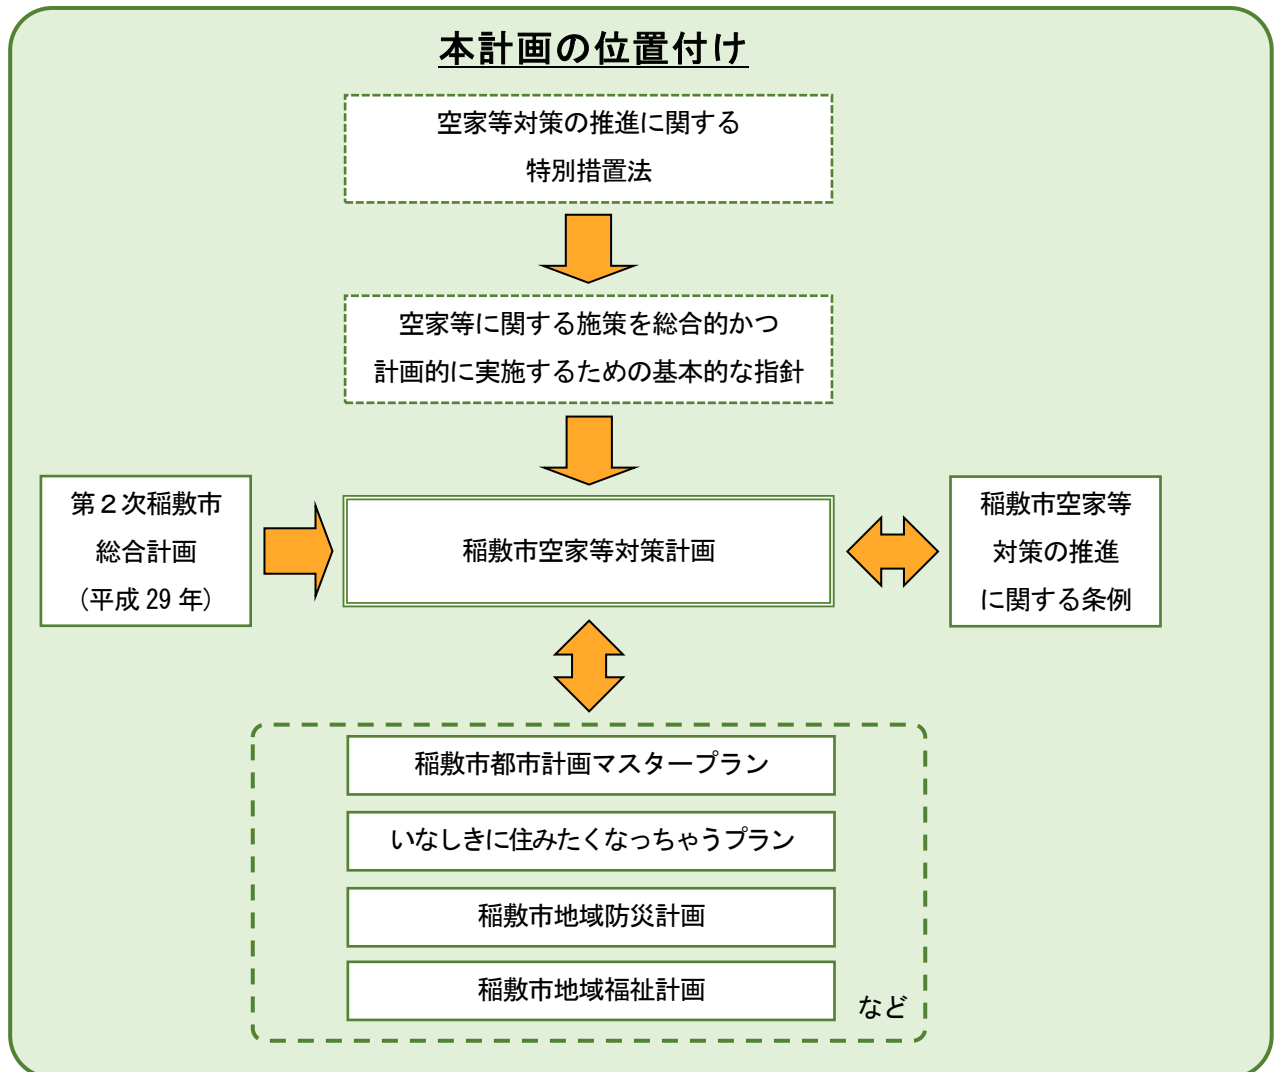 本計画の位置付け
空家等対策の推進に関する
特別措置法
空家等に関する施策を総合的かつ
計画的に実施するための基本的な指針
第２次稲敷市
総合計画
（平成 29 年）
稲敷市空家等対策計画
稲敷市空家等
対策の推進
に関する条例
稲敷市都市計画マスタープラン
いなしきに住みたくなっちゃうプラン
稲敷市地域防災計画
稲敷市地域福祉計画
など